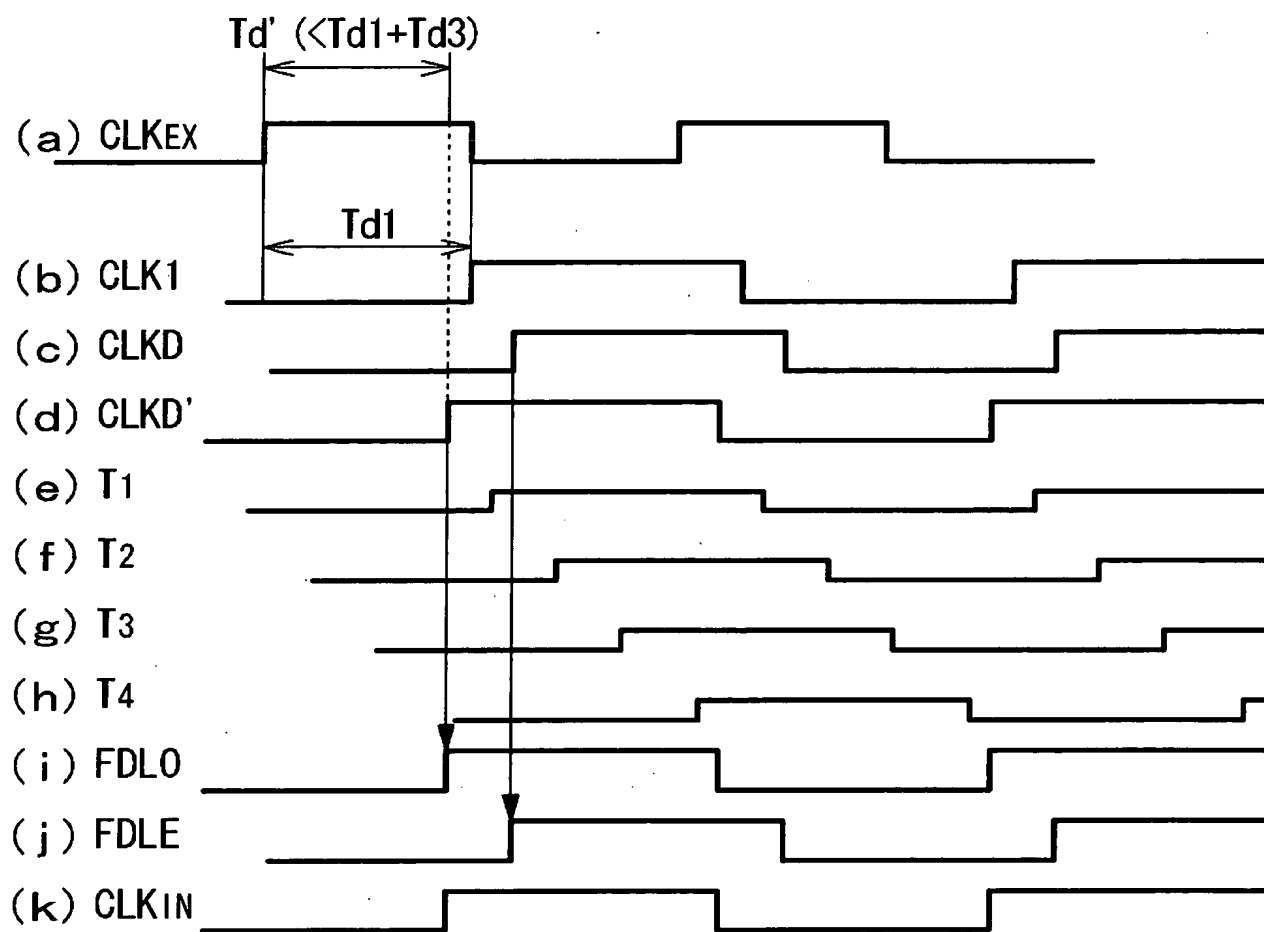 Td' (<Td1+Td3)
(a) CLKEX
Td1
(b) CLK1
(c) CLKD
(d) CLKD'
(e) T1
(f) T2
(g) T3
(h) T4
(i) FDLO
(j) FDLE
(k) CLKIN